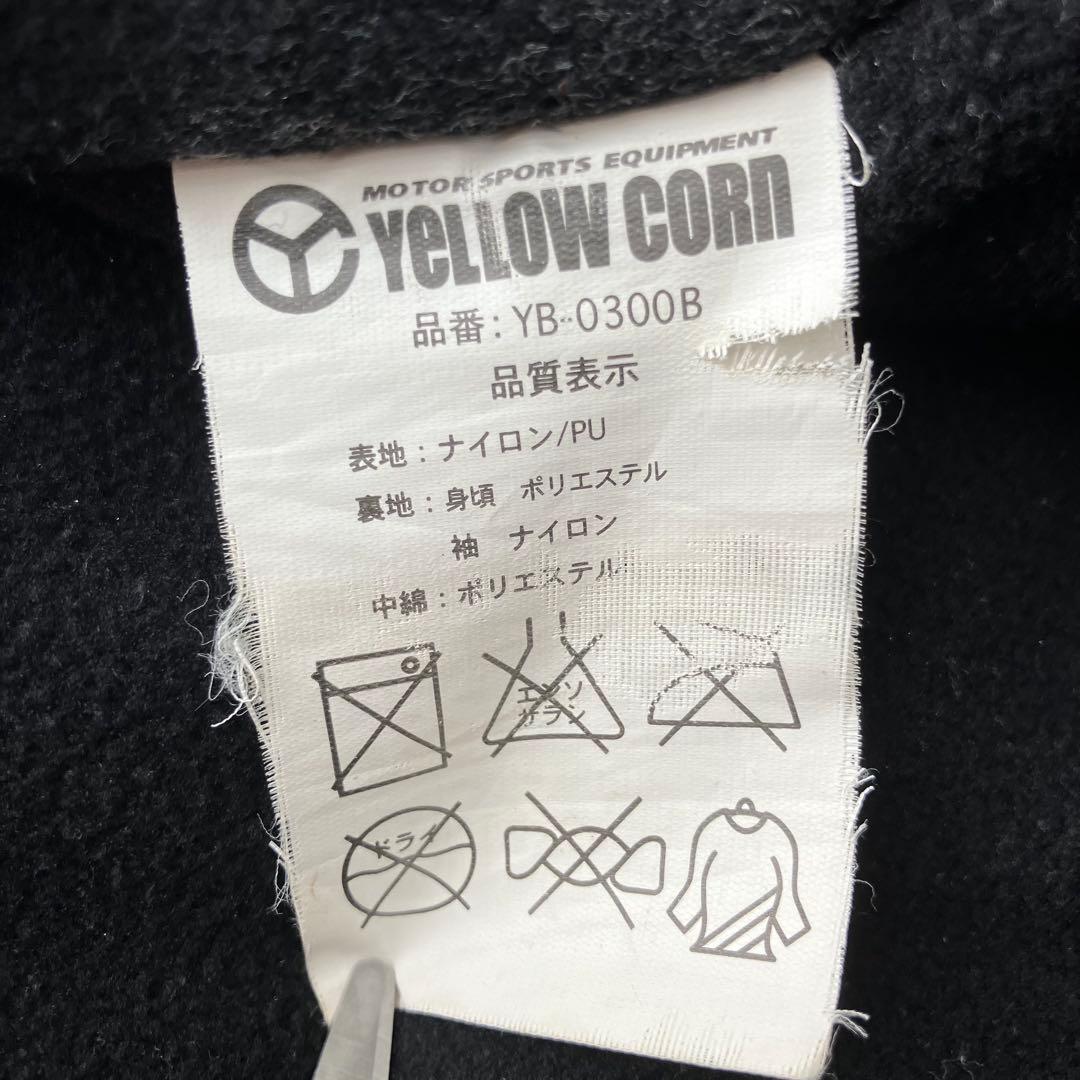 MOTOR SPORTS EQUIPMENT
YELLOW CORN
品番: YB-0300B
品質表示
表地:ナイロン/PU
裏地:身頃 ポリエステル
袖 ナイロン
中綿:ポリエステル
エンソ
サラシ
ドライ